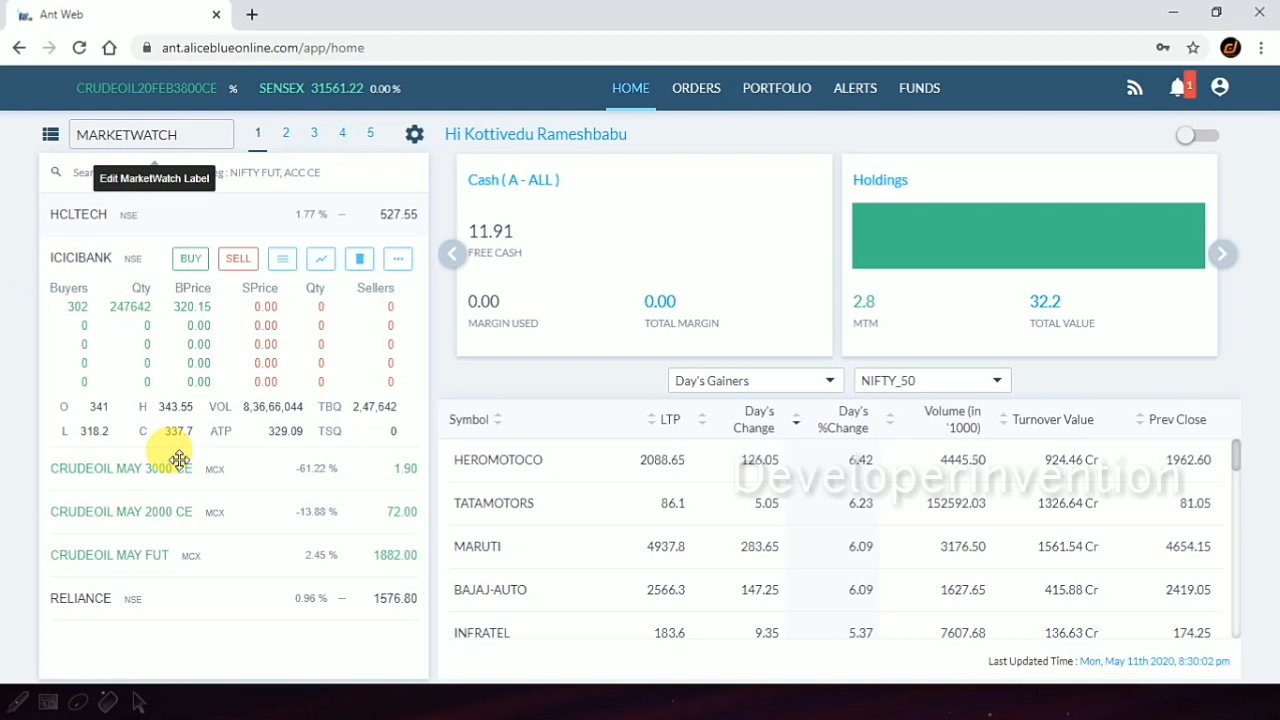 Ant Web
ant.aliceblueonline.com/app/home
CRUDEOIL20FEB3800CE % SENSEX 31561.22 0.00 % HOME ORDERS PORTFOLIO ALERTS FUNDS 1
MARKETWATCH 1 2 3 4 5 Hi Kottivedu Rameshbabu
Edit MarketWatch Label
eg : NIFTY FUT, ACC CE
Cash ( A - ALL ) Holdings
HCLTECH NSE 1.77 % – 527.55
11.91
FREE CASH
ICICIBANK NSE BUY SELL
Buyers Qty BPrice SPrice Qty Sellers
302 247642 320.15 0.00 0 0
0 0 0.00 0.00 0 0
0 0 0.00 0.00 0 0
0 0 0.00 0.00 0 0
0 0 0.00 0.00 0 0
0.00 0.00 2.8 32.2
MARGIN USED TOTAL MARGIN MTM TOTAL VALUE
O 341 H 343.55 VOL 8,36,66,044 TBQ 2,47,642
L 318.2 C 337.7 ATP 329.09 TSQ 0
CRUDEOIL MAY 3000 CE MCX -61.22 % 1.90
CRUDEOIL MAY 2000 CE MCX -13.88 % 72.00
CRUDEOIL MAY FUT MCX 2.45 % 1882.00
RELIANCE NSE 0.96 % – 1576.80
Day's Gainers NIFTY_50
Symbol LTP Day's Change Day's %Change Volume (in '1000) Turnover Value Prev Close
HEROMOTOCO 2088.65 126.05 6.42 4445.50 924.46 Cr 1962.60
Developerinvention
TATAMOTORS 86.1 5.05 6.23 152592.03 1326.64 Cr 81.05
MARUTI 4937.8 283.65 6.09 3176.50 1561.54 Cr 4654.15
BAJAJ-AUTO 2566.3 147.25 6.09 1627.65 415.88 Cr 2419.05
INFRATEL 183.6 9.35 5.37 7607.68 136.63 Cr 174.25
Last Updated Time : Mon, May 11th 2020, 8:30:02 pm